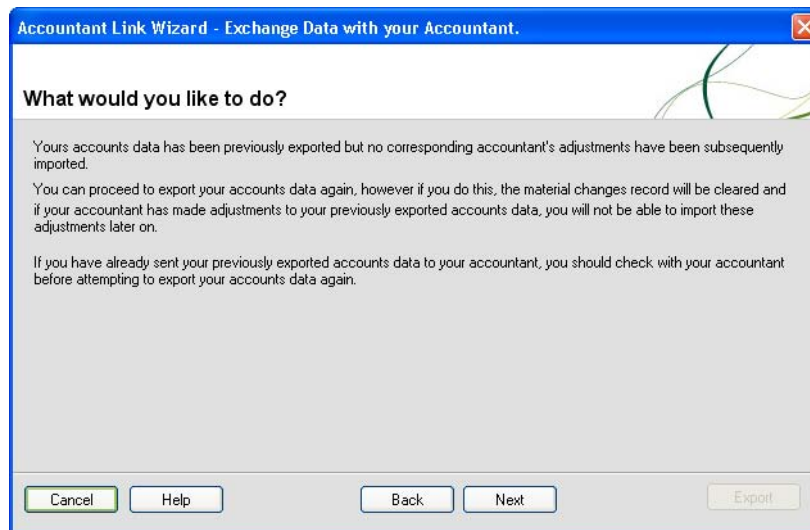 Accountant Link Wizard - Exchange Data with your Accountant.
What would you like to do?
Yours accounts data has been previously exported but no corresponding accountant's adjustments have been subsequently
imported.
You can proceed to export your accounts data again, however if you do this, the material changes record will be cleared and
if your accountant has made adjustments to your previously exported accounts data, you will not be able to import these
adjustments later on.
If you have already sent your previously exported accounts data to your accountant, you should check with your accountant
before attempting to export your accounts data again.
Cancel Help Back Next Export